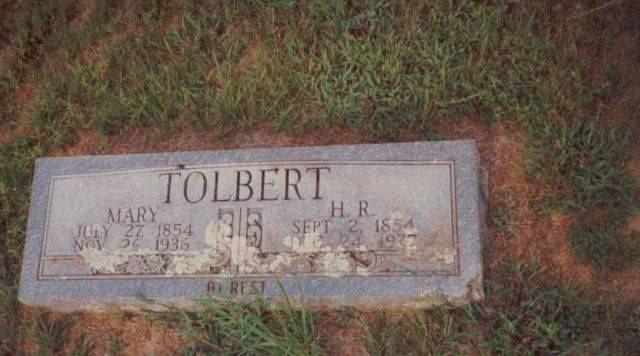 TOLBERT
MARY H. R.
JULY 27, 1854 SEPT 2, 1854
NOV. 26 1936 24
AT REST